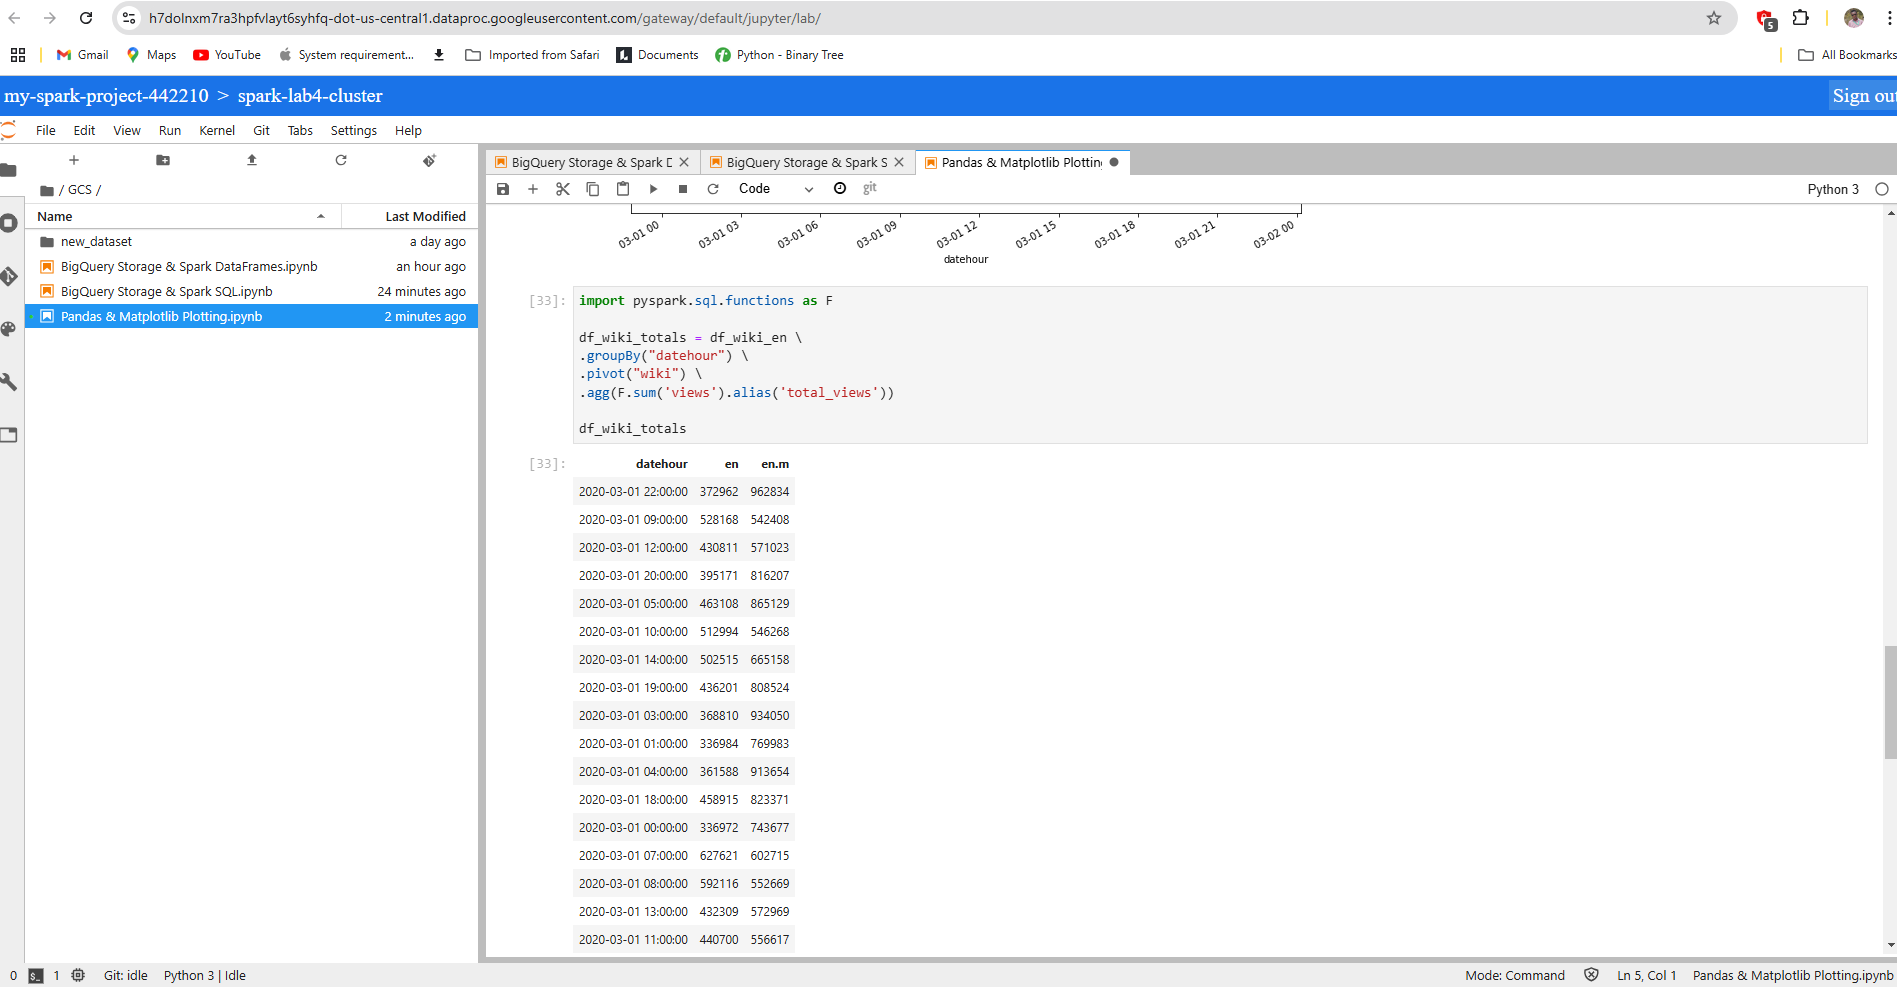 h7dolnxm7ra3hpfvlayt6syhfq-dot-us-central1.dataproc.googleusercontent.com/gateway/default/jupyter/lab/
5
Gmail Maps YouTube System requirement... Imported from Safari Documents Python - Binary Tree All Bookmarks
my-spark-project-442210 > spark-lab4-cluster Sign out
File Edit View Run Kernel Git Tabs Settings Help
BigQuery Storage & Spark D BigQuery Storage & Spark S Pandas & Matplotlib Plotting
/ GCS /
Code git Python 3
Name Last Modified
new_dataset a day ago
BigQuery Storage & Spark DataFrames.ipynb an hour ago
BigQuery Storage & Spark SQL.ipynb 24 minutes ago
Pandas & Matplotlib Plotting.ipynb 2 minutes ago
03-01 00 03-01 03 03-01 06 03-01 09 03-01 12 03-01 15 03-01 18 03-01 21 03-02 00
datehour
[33]: import pyspark.sql.functions as F
df_wiki_totals = df_wiki_en \
.groupBy("datehour") \
.pivot("wiki") \
.agg(F.sum('views').alias('total_views'))
df_wiki_totals
[33]: datehour en en.m
2020-03-01 22:00:00 372962 962834
2020-03-01 09:00:00 528168 542408
2020-03-01 12:00:00 430811 571023
2020-03-01 20:00:00 395171 816207
2020-03-01 05:00:00 463108 865129
2020-03-01 10:00:00 512994 546268
2020-03-01 14:00:00 502515 665158
2020-03-01 19:00:00 436201 808524
2020-03-01 03:00:00 368810 934050
2020-03-01 01:00:00 336984 769983
2020-03-01 04:00:00 361588 913654
2020-03-01 18:00:00 458915 823371
2020-03-01 00:00:00 336972 743677
2020-03-01 07:00:00 627621 602715
2020-03-01 08:00:00 592116 552669
2020-03-01 13:00:00 432309 572969
2020-03-01 11:00:00 440700 556617
0 1 Git: idle Python 3 | Idle Mode: Command Ln 5, Col 1 Pandas & Matplotlib Plotting.ipynb